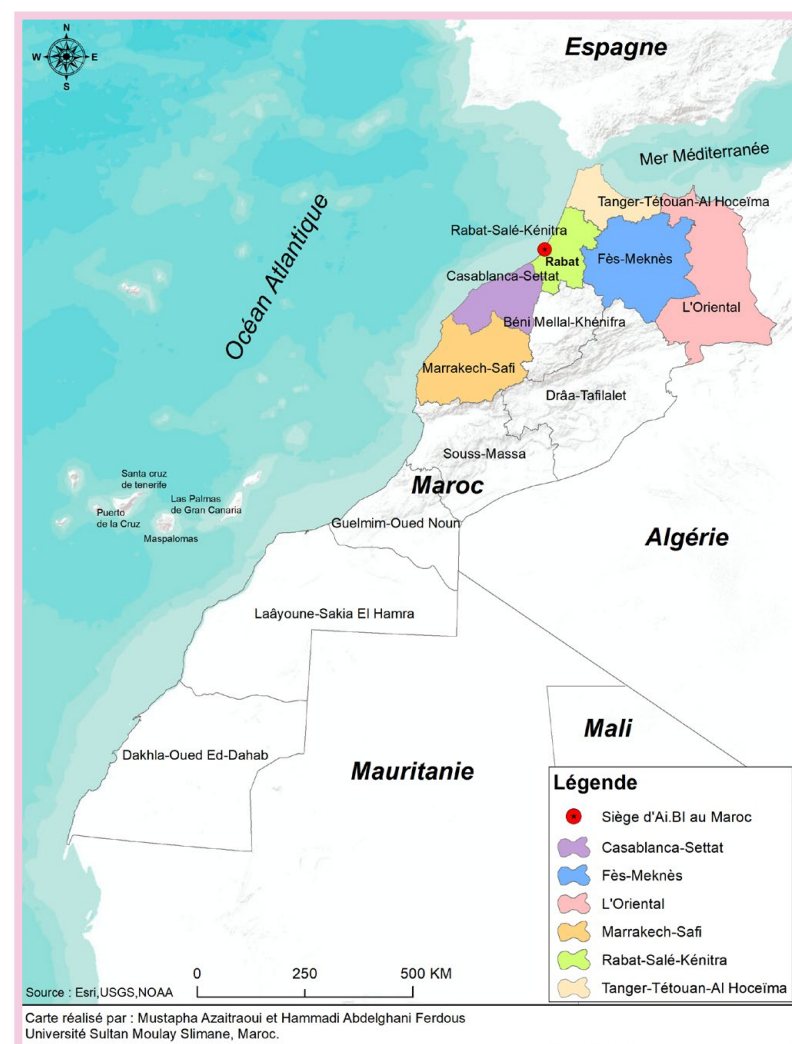 N
W
E
S
Espagne
Mer Méditerranée
Océan Atlantique
Tanger-Tétouan-Al Hoceïma
Rabat-Salé-Kénitra
Rabat
Fès-Meknès
Casablanca-Settat
L'Oriental
Béni Mellal-Khénifra
Marrakech-Safi
Drâa-Tafilalet
Souss-Massa
Maroc
Santa cruz
de tenerife
Las Palmas
de Gran Canaria
Puerto
de la Cruz
Maspalomas
Guelmim-Oued Noun
Algérie
Laâyoune-Sakia El Hamra
Mali
Dakhla-Oued Ed-Dahab
Mauritanie
Légende
Siège d'Ai.BI au Maroc
Casablanca-Settat
Fès-Meknès
L'Oriental
Marrakech-Safi
Rabat-Salé-Kénitra
Tanger-Tétouan-Al Hoceïma
0 250 500 KM
Source : Esri,USGS,NOAA
Carte réalisé par : Mustapha Azaitraoui et Hammadi Abdelghani Ferdous
Université Sultan Moulay Slimane, Maroc.